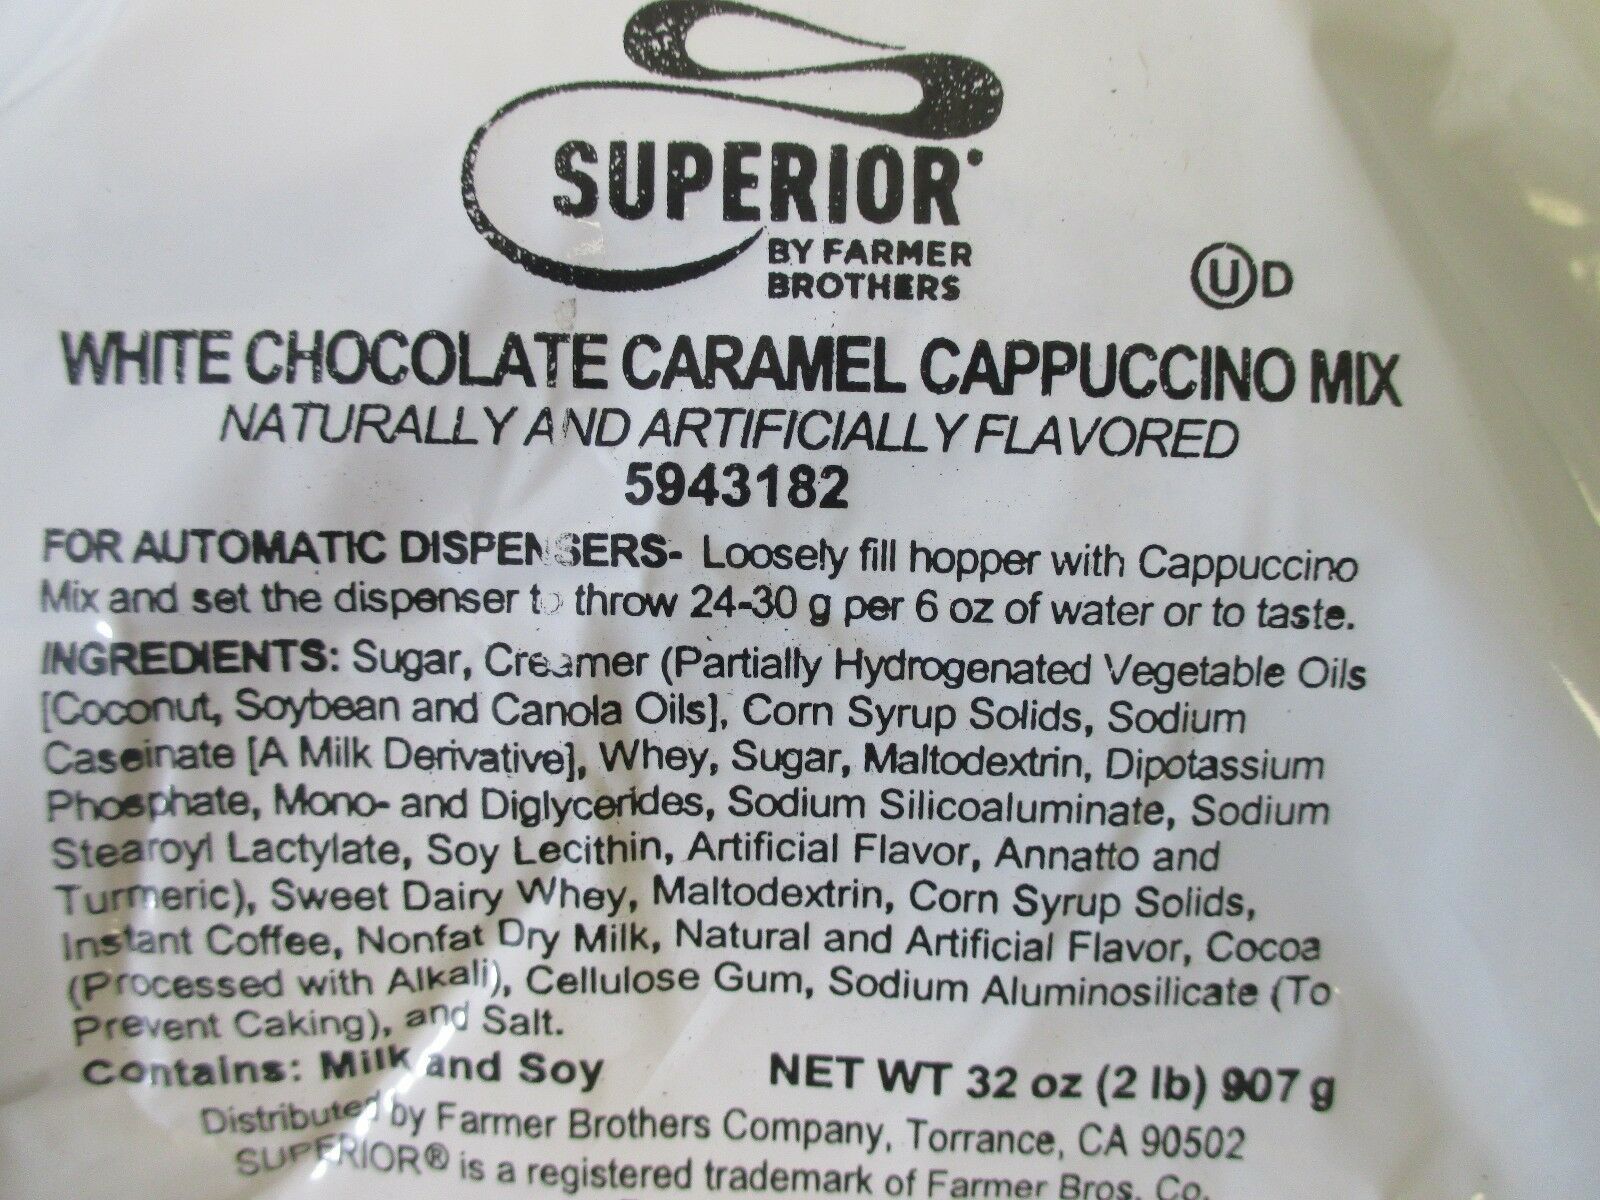 SUPERIOR
BY FARMER
BROTHERS
U D
WHITE CHOCOLATE CARAMEL CAPPUCCINO MIX
NATURALLY AND ARTIFICIALLY FLAVORED
5943182
FOR AUTOMATIC DISPENSERS- Loosely fill hopper with Cappuccino
Mix and set the dispenser to throw 24-30 g per 6 oz of water or to taste.
INGREDIENTS: Sugar, Creamer (Partially Hydrogenated Vegetable Oils
[Coconut, Soybean and Canola Oils], Corn Syrup Solids, Sodium
Caseinate [A Milk Derivative], Whey, Sugar, Maltodextrin, Dipotassium
Phosphate, Mono- and Diglycerides, Sodium Silicoaluminate, Sodium
Stearoyl Lactylate, Soy Lecithin, Artificial Flavor, Annatto and
Turmeric), Sweet Dairy Whey, Maltodextrin, Corn Syrup Solids,
Instant Coffee, Nonfat Dry Milk, Natural and Artificial Flavor, Cocoa
(Processed with Alkali), Cellulose Gum, Sodium Aluminosilicate (To
Prevent Caking), and Salt.
Contains: Milk and Soy NET WT 32 oz (2 lb) 907 g
Distributed by Farmer Brothers Company, Torrance, CA 90502
SUPERIOR® is a registered trademark of Farmer Bros. Co.